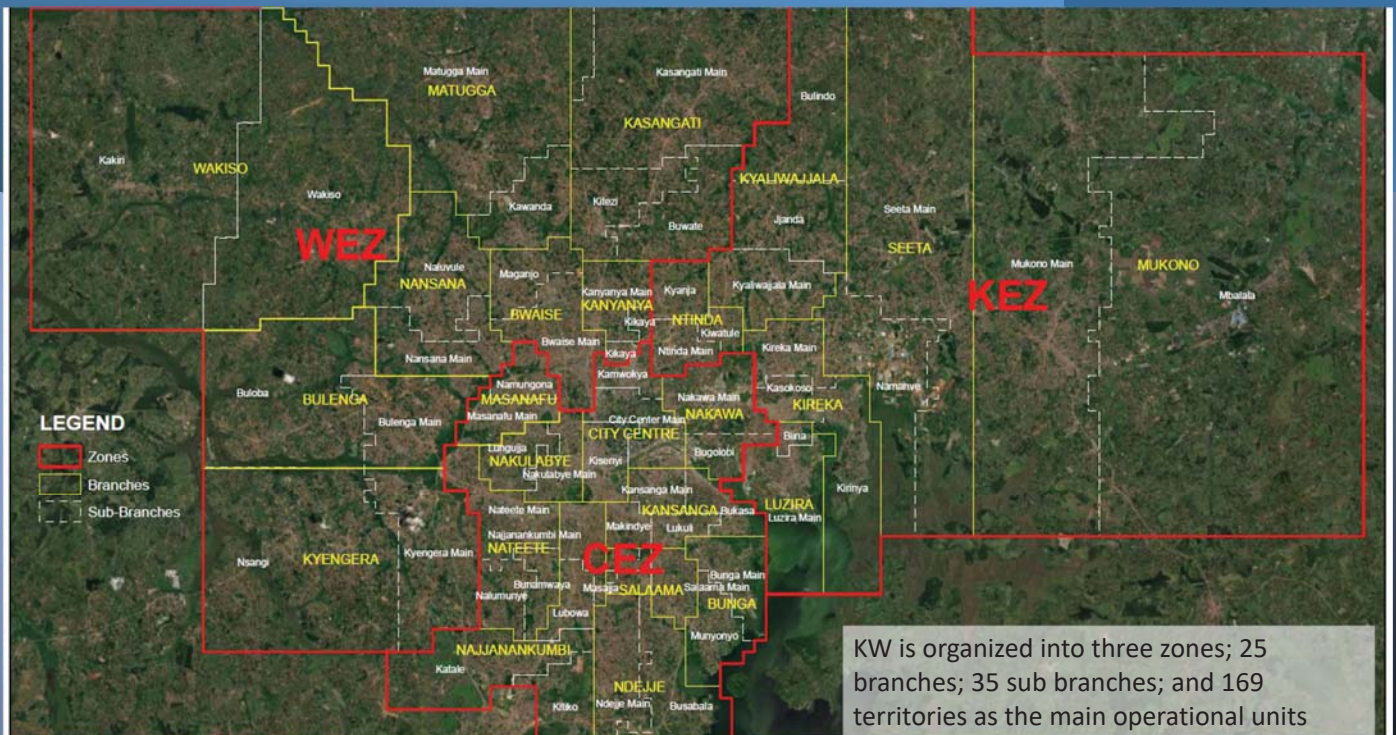 Matugga Main
MATUGGA
Kasangati Main
KASANGATI
Bulindo
Kakiri
WAKISO
Wakiso
WEZ
Kawanda
Kitezi
Buwate
KYALIWAJJALA
Jjanda
Seeta Main
SEETA
Mukono Main
MUKONO
KEZ
Mbalala
Naluvule
NANSANA
Maganjo
BWAISE
Kanyanya Main
KANYANYA
Kikaya
Kyanja
NTINDA
Kiwatule
Kyaliwajjala Main
Nansana Main
Bwaise Main
Kikaya
Ntinda Main
Kireka Main
Kamwokya
Buloba
BULENGA
Bulenga Main
Namungona
MASANAFU
Masanafu Main
Nakawa Main
NAKAWA
Kasokoso
KIREKA
Namanve
City Center Main
CITY CENTRE
Biina
Lungujja
NAKULABYE
Nakulabye Main
Kisenyi
Bugolobi
Kansanga Main
KANSANGA
Bukasa
LUZIRA
Luzira Main
Kirinya
LEGEND
Zones
Branches
Sub-Branches
Nsangi
KYENGERA
Kyengera Main
Nateete Main
Najjanankumbi Main
NATEETE
Makindye
Lukuli
CEZ
Bunamwaya
Nalumunye
Masajja
SALAAMA
Salaama Main
Bunga Main
BUNGA
Lubowa
Munyonyo
NAJJANANKUMBI
Katale
NDEJJE
Kitiko
Ndejje Main
Busabala
KW is organized into three zones; 25
branches; 35 sub branches; and 169
territories as the main operational units